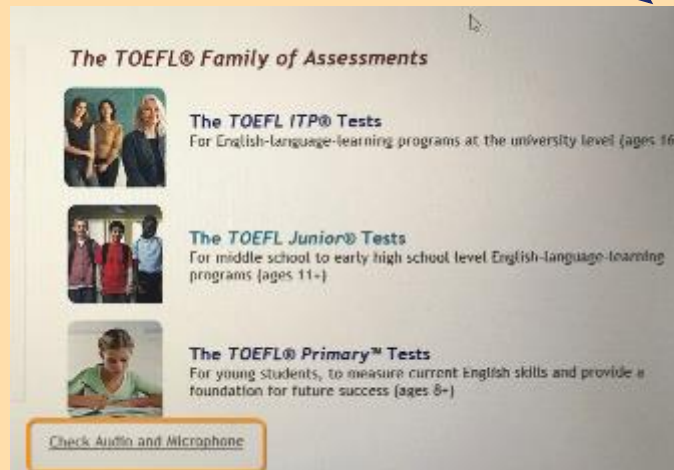 The TOEFL® Family of Assessments
The TOEFL ITP® Tests
For English-language-learning programs at the university level (ages 16
The TOEFL Junior® Tests
For middle school to early high school level English-language-learning
programs (ages 11+)
The TOEFL® Primary™ Tests
For young students, to measure current English skills and provide a
foundation for future success (ages 8+)
Check Audio and Microphone